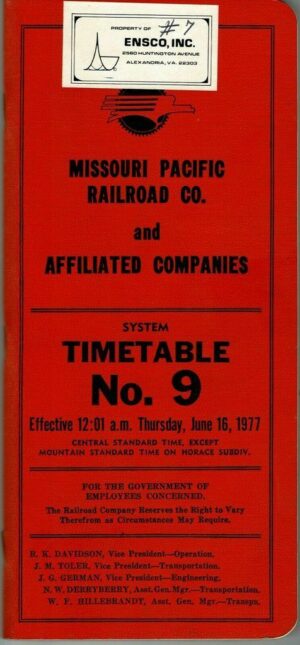 PROPERTY OF
# 7
ENSCO, INC.
2560 HUNTINGTON AVENUE
ALEXANDRIA, VA. 22303
MISSOURI PACIFIC
RAILROAD CO.
and
AFFILIATED COMPANIES
SYSTEM
TIMETABLE
No. 9
Effective 12:01 a.m. Thursday, June 16, 1977
CENTRAL STANDARD TIME, EXCEPT
MOUNTAIN STANDARD TIME ON HORACE SUBDIV.
FOR THE GOVERNMENT OF
EMPLOYEES CONCERNED.
The Railroad Company Reserves the Right to Vary
Therefrom as Circumstances May Require.
R. K. DAVIDSON, Vice President—Operation,
J. M. TOLER, Vice President—Transportation.
J. G. GERMAN, Vice President—Engineering,
N. W. DERRYBERRY, Asst. Gen. Mgr.—Transportation,
W. F. HILLEBRANDT, Asst. Gen. Mgr.—Transpn.